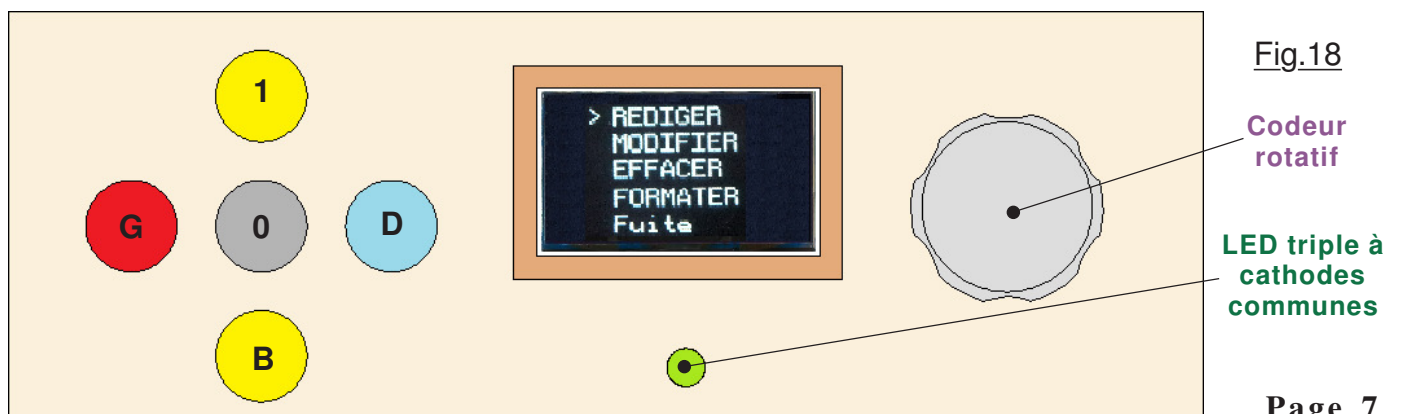 Fig.18
1
G 0 D
B
> REDIGER
MODIFIER
EFFACER
FORMATER
Fuite
Codeur
rotatif
LED triple à
cathodes
communes
Page 7